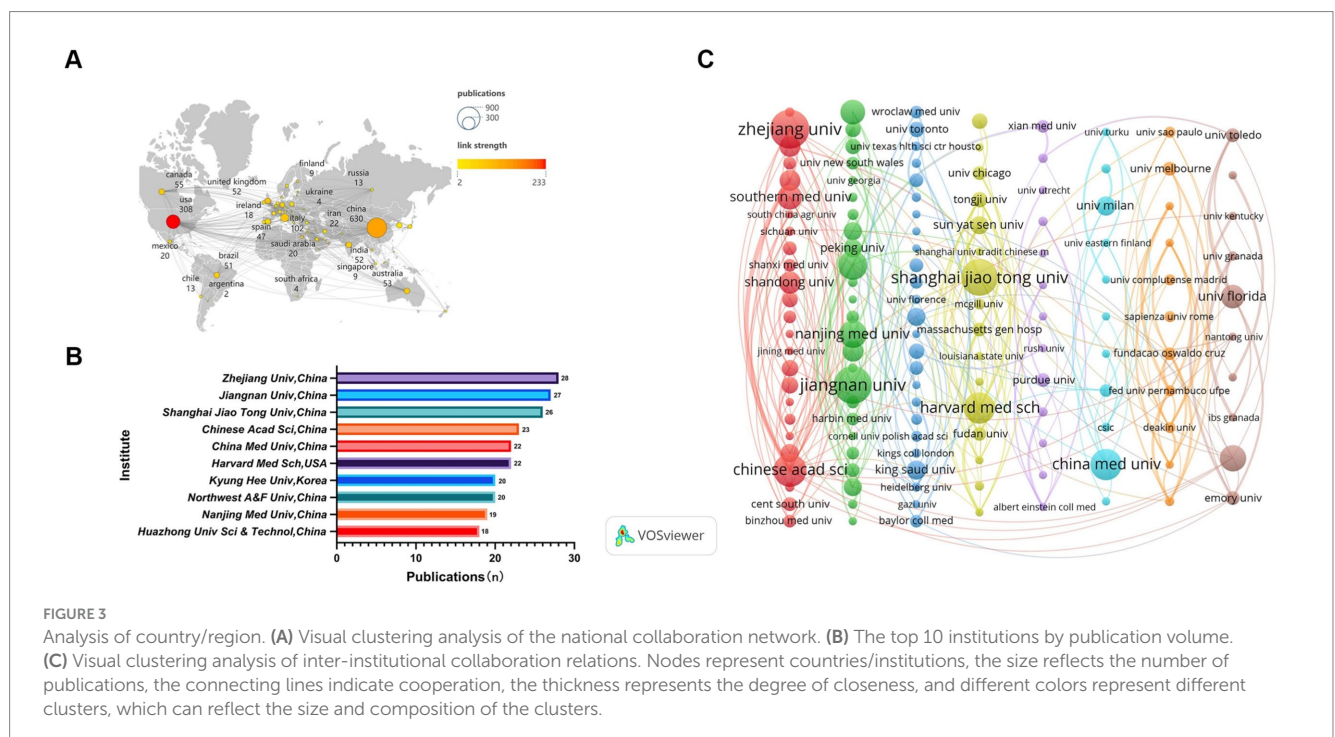 A
publications
900
300
link strength
2
233
finland
9
russia
13
canada
55
united kingdom
52
ukraine
4
usa
308
ireland
18
china
630
iran
22
italy
102
spain
47
mexico
20
saudi arabia
20
india
52
brazil
51
singapore
9
south africa
4
australia
53
chile
13
argentina
2
B
Institute
Zhejiang Univ,China
28
Jiangnan Univ,China
27
Shanghai Jiao Tong Univ,China
26
Chinese Acad Sci,China
23
China Med Univ,China
22
Harvard Med Sch,USA
22
Kyung Hee Univ,Korea
20
Northwest A&F Univ,China
20
Nanjing Med Univ,China
19
Huazhong Univ Sci & Technol,China
18
0
10
20
30
Publications(n)
VOSviewer
C
zhejiang univ
southern med univ
south china agr univ
sichuan univ
shanxi med univ
shandong univ
jining med univ
chinese acad sci
cent south univ
binzhou med univ
peking univ
nanjing med univ
jiangnan univ
harbin med univ
cornell univ
wroclaw med univ
univ toronto
univ texas hlth sci ctr housto
univ new south wales
univ georgia
univ florence
polish acad sci
kings coll london
king saud univ
heidelberg univ
gazi univ
baylor coll med
univ chicago
tongji univ
sun yat sen univ
shanghai univ tradit chinese m
shanghai jiao tong univ
mcgill univ
massachusetts gen hosp
louisiana state univ
harvard med sch
fudan univ
xian med univ
univ utrecht
rush univ
purdue univ
albert einstein coll med
univ turku
univ milan
univ eastern finland
univ complutense madrid
fed univ pernambuco ufpe
csic
china med univ
univ sao paulo
univ melbourne
sapienza univ rome
fundacao oswaldo cruz
deakin univ
univ toledo
univ kentucky
univ granada
univ florida
nantong univ
ibs granada
emory univ
FIGURE 3
Analysis of country/region. (A) Visual clustering analysis of the national collaboration network. (B) The top 10 institutions by publication volume.
(C) Visual clustering analysis of inter-institutional collaboration relations. Nodes represent countries/institutions, the size reflects the number of
publications, the connecting lines indicate cooperation, the thickness represents the degree of closeness, and different colors represent different
clusters, which can reflect the size and composition of the clusters.